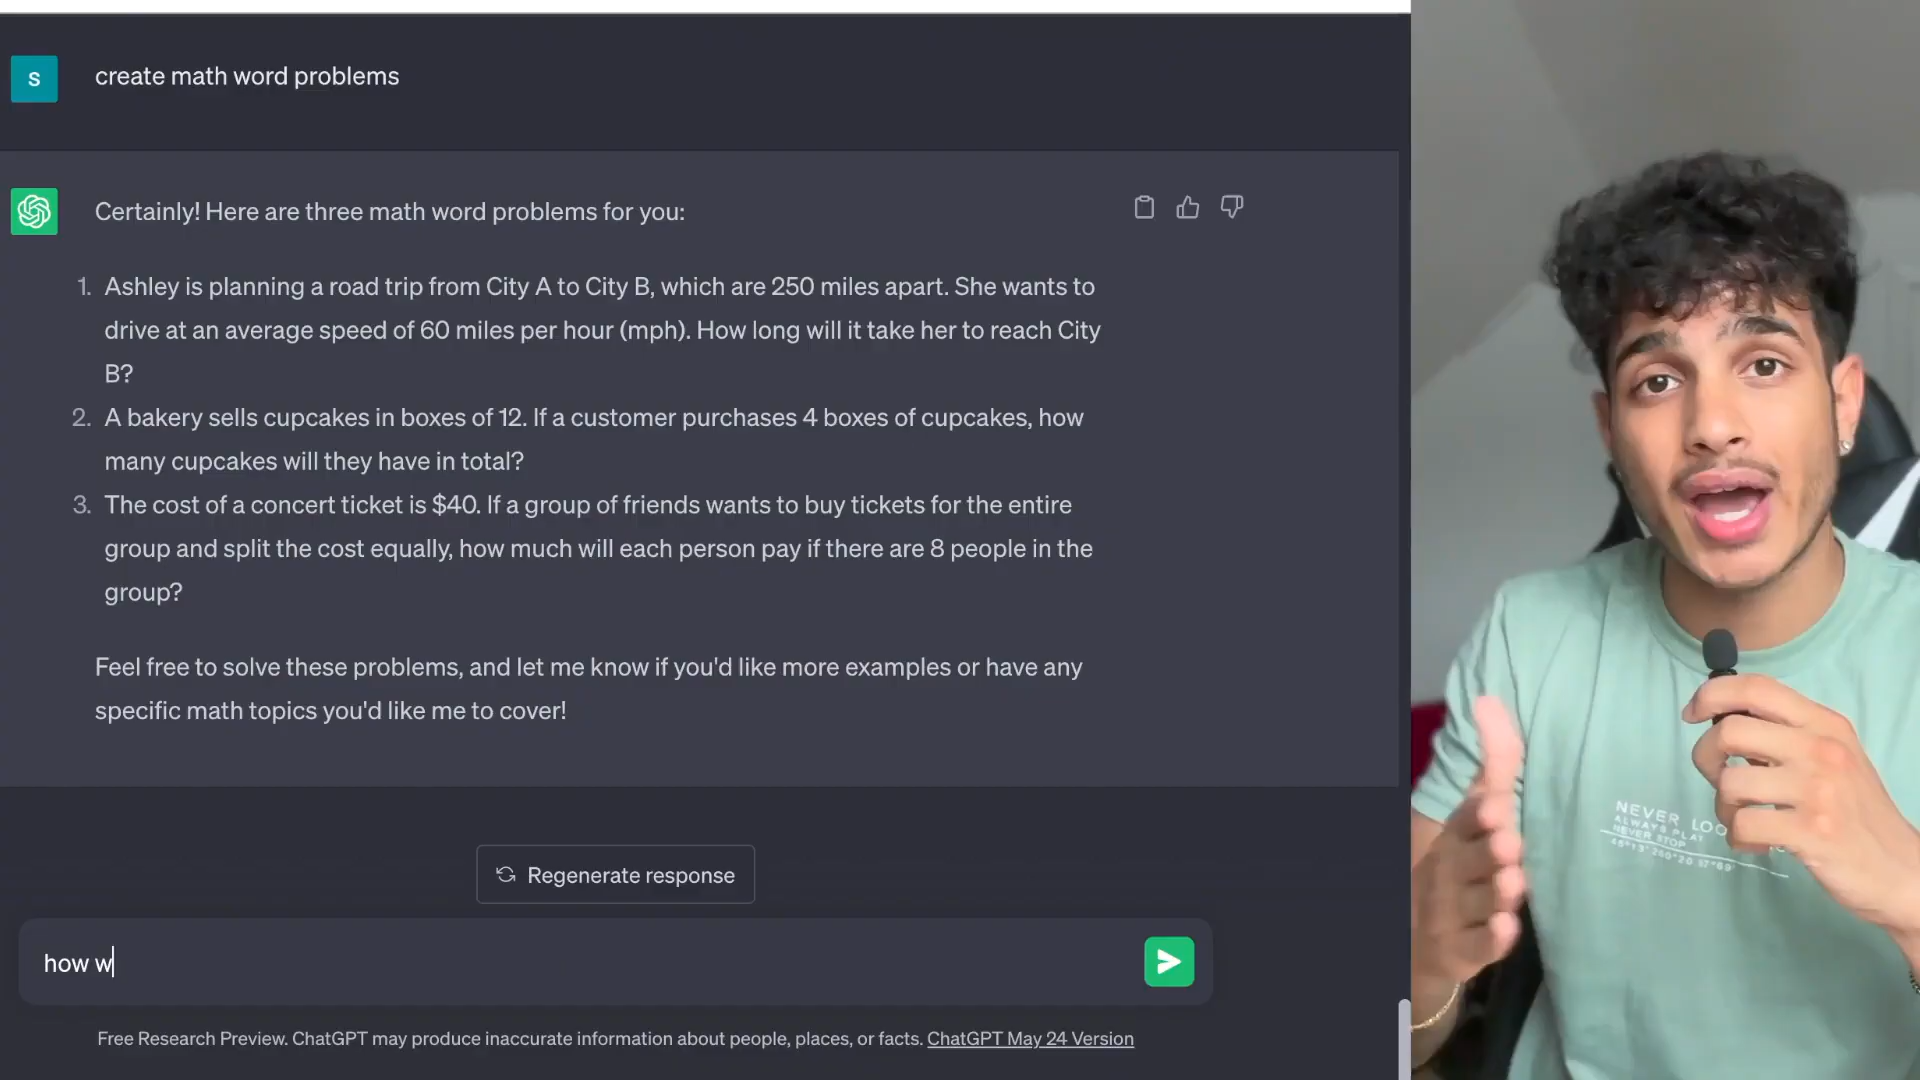 S
create math word problems
Certainly! Here are three math word problems for you:
1. Ashley is planning a road trip from City A to City B, which are 250 miles apart. She wants to
drive at an average speed of 60 miles per hour (mph). How long will it take her to reach City
B?
2. A bakery sells cupcakes in boxes of 12. If a customer purchases 4 boxes of cupcakes, how
many cupcakes will they have in total?
3. The cost of a concert ticket is $40. If a group of friends wants to buy tickets for the entire
group and split the cost equally, how much will each person pay if there are 8 people in the
group?
Feel free to solve these problems, and let me know if you'd like more examples or have any
specific math topics you'd like me to cover!
Regenerate response
how w
Free Research Preview. ChatGPT may produce inaccurate information about people, places, or facts. ChatGPT May 24 Version
NEVER LOO
ALWAYS PLAY
NEVER STOP